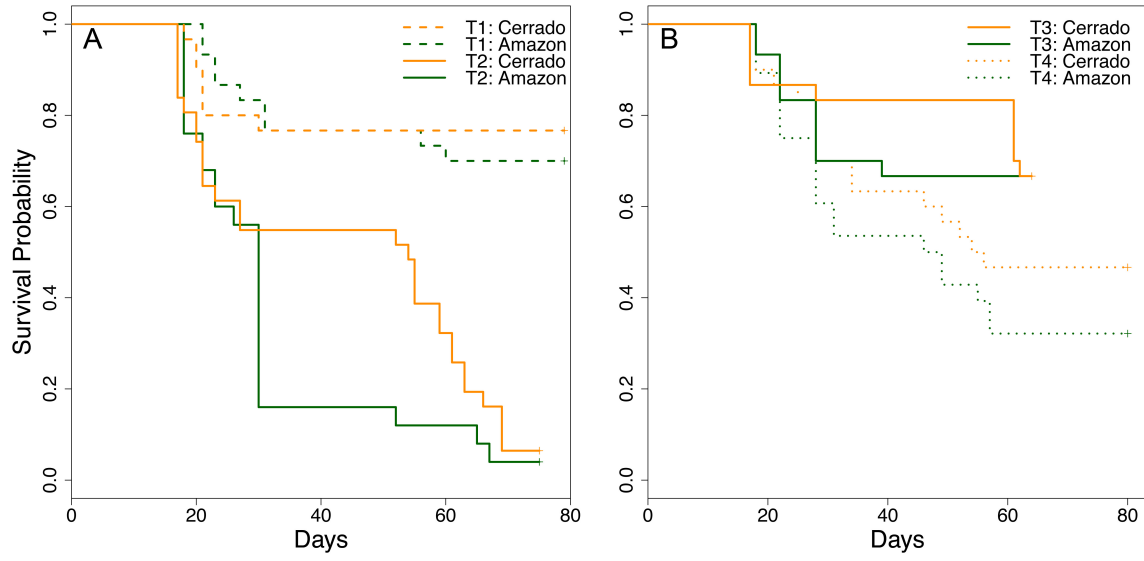 A
T1: Cerrado
T1: Amazon
T2: Cerrado
T2: Amazon
Survival Probability
1.0
0.8
0.6
0.4
0.2
0.0
0 20 40 60 80
Days
B
T3: Cerrado
T3: Amazon
T4: Cerrado
T4: Amazon
1.0
0.8
0.6
0.4
0.2
0.0
0 20 40 60 80
Days